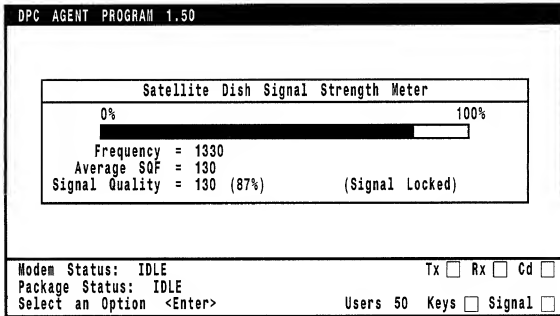 DPC AGENT PROGRAM 1.50
Satellite Dish Signal Strength Meter
0% 100%
Frequency = 1330
Average SQF = 130
Signal Quality = 130 (87%) (Signal Locked)
Modem Status: IDLE Tx Rx Cd
Package Status: IDLE
Select an Option <Enter> Users 50 Keys Signal